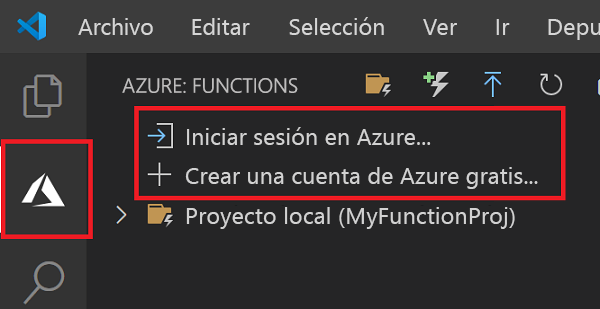 Archivo Editar Selección Ver Ir Depu
AZURE: FUNCTIONS
Iniciar sesión en Azure...
Crear una cuenta de Azure gratis...
Proyecto local (MyFunctionProj)